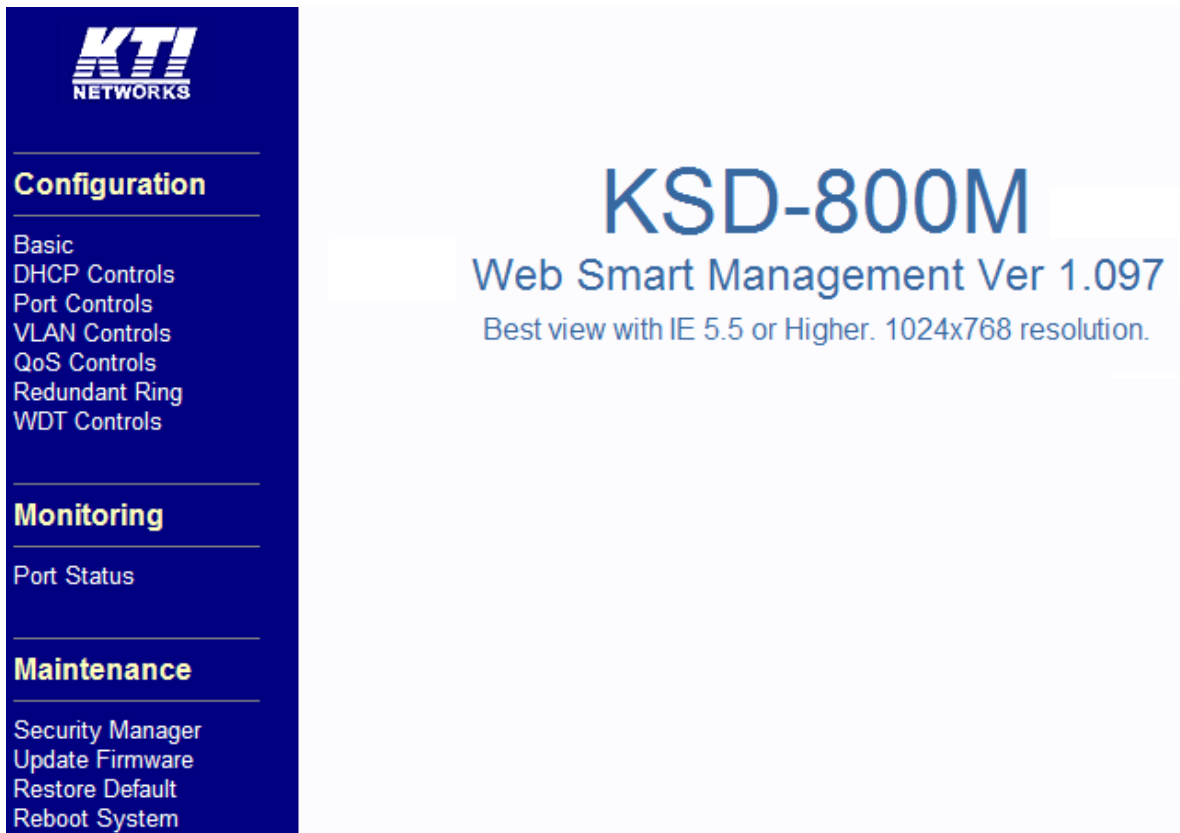 KTI
NETWORKS
Configuration
Basic
DHCP Controls
Port Controls
VLAN Controls
QoS Controls
Redundant Ring
WDT Controls
Monitoring
Port Status
Maintenance
Security Manager
Update Firmware
Restore Default
Reboot System
KSD-800M
Web Smart Management Ver 1.097
Best view with IE 5.5 or Higher. 1024x768 resolution.